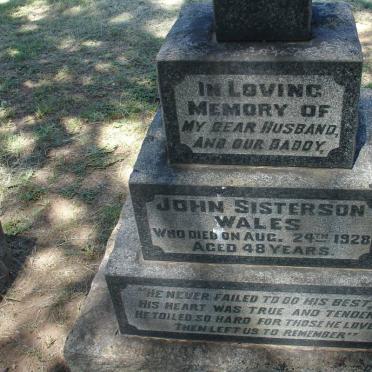 IN LOVING
MEMORY OF
MY DEAR HUSBAND,
AND OUR DADDY,
JOHN SISTERSON
WALES
WHO DIED ON AUG. 24TH 1928
AGED 48 YEARS.
"HE NEVER FAILED TO DO HIS BEST,
HIS HEART WAS TRUE AND TENDER
HE TOILED SO HARD FOR THOSE HE LOVED
THEN LEFT US TO REMEMBER"